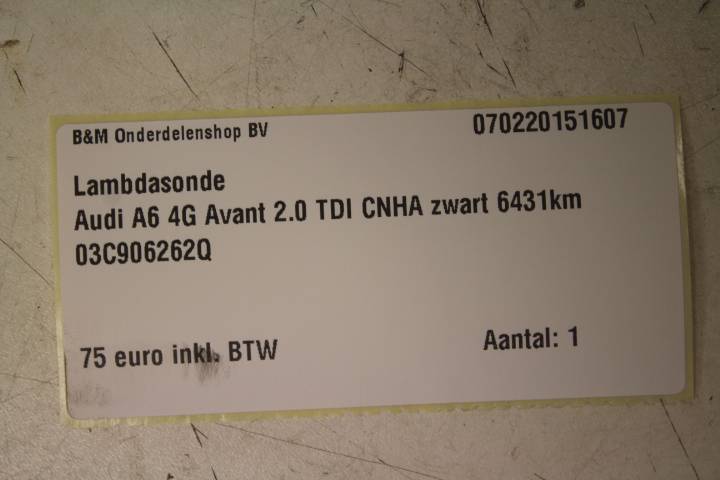 B&M Onderdelenshop BV 070220151607
Lambdasonde
Audi A6 4G Avant 2.0 TDI CNHA zwart 6431km
03C906262Q
75 euro inkl. BTW Aantal: 1